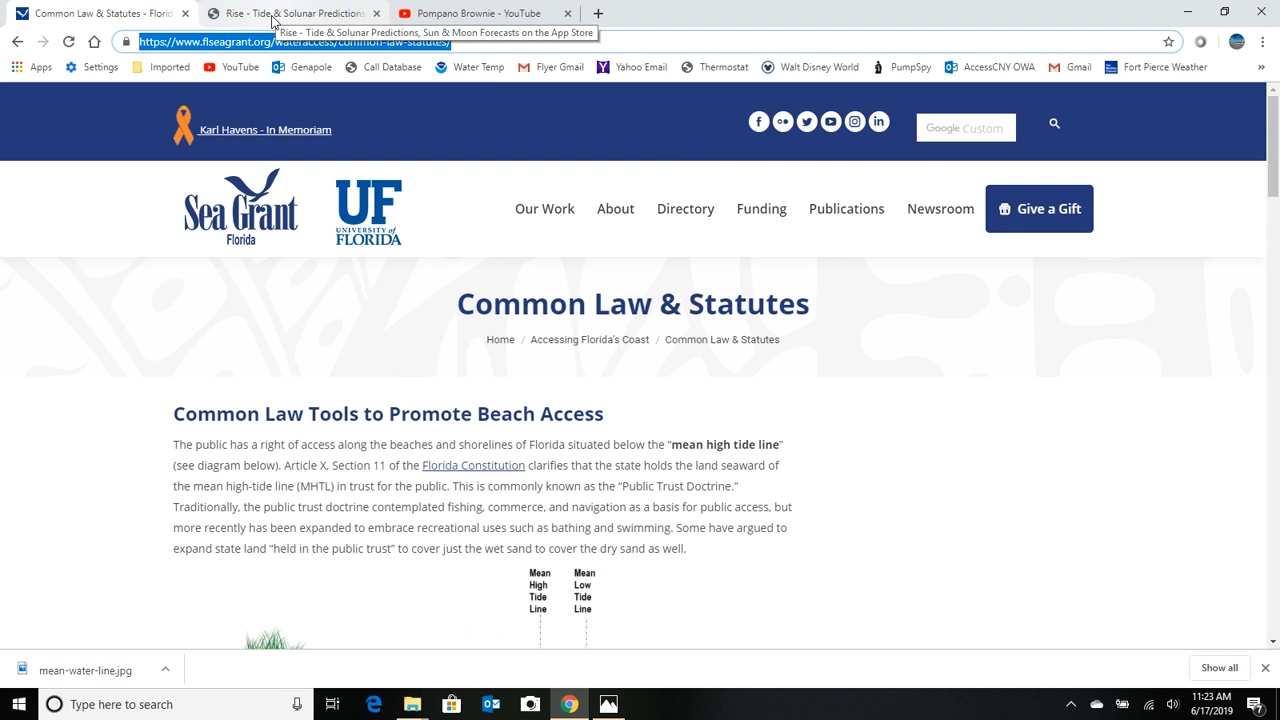 Common Law & Statutes - Florid
Rise - Tide & Solunar Predictions
Pompano Brownie - YouTube
Rise - Tide & Solunar Predictions, Sun & Moon Forecasts on the App Store
https://www.flseagrant.org/wateraccess/common-law-statutes/
Apps Settings Imported YouTube Genapole Call Database Water Temp Flyer Gmail Yahoo Email Thermostat Walt Disney World PumpSpy AccessCNY OWA Gmail Fort Pierce Weather »
Karl Havens - In Memoriam
Google Custom
Sea Grant
Florida
UF
UNIVERSITY of
FLORIDA
Our Work About Directory Funding Publications Newsroom Give a Gift
Common Law & Statutes
Home / Accessing Florida's Coast / Common Law & Statutes
Common Law Tools to Promote Beach Access
The public has a right of access along the beaches and shorelines of Florida situated below the “mean high tide line”
(see diagram below). Article X, Section 11 of the Florida Constitution clarifies that the state holds the land seaward of
the mean high-tide line (MHTL) in trust for the public. This is commonly known as the “Public Trust Doctrine.”
Traditionally, the public trust doctrine contemplated fishing, commerce, and navigation as a basis for public access, but
more recently has been expanded to embrace recreational uses such as bathing and swimming. Some have argued to
expand state land “held in the public trust” to cover just the wet sand to cover the dry sand as well.
Mean Mean
High Low
Tide Tide
Line Line
mean-water-line.jpg
Show all
Type here to search
11:23 AM
6/17/2019